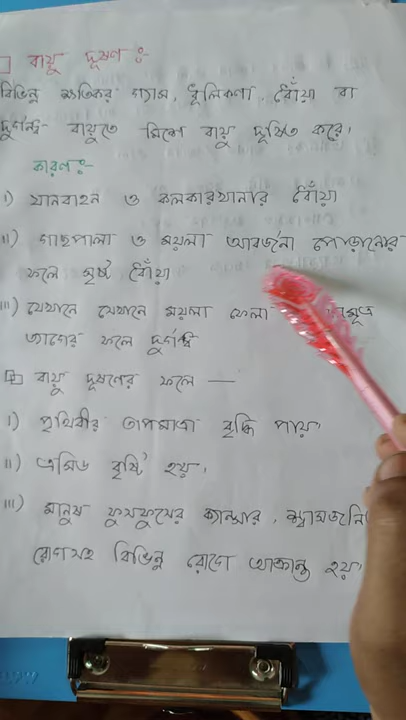 বায়ু দূষণ :-
বিভিন্ন ক্ষতিকর গ্যাস, ধূলিকণা, ধোঁয়া বা
দুর্গন্ধ বায়ুতে মিশে বায়ু দূষিত করে।
কারণ:-
i) যানবাহন ও কলকারখানার ধোঁয়া
ii) গাছপালা ও ময়লা আবর্জনা পোড়ানোর
ফলে সৃষ্ট ধোঁয়া
iii) যেখানে যেখানে ময়লা ফেলা
ত্যাগের ফলে দুর্গন্ধ
বায়ু দূষণের ফলে —
i) পৃথিবীর তাপমাত্রা বৃদ্ধি পায়।
ii) এসিড বৃষ্টি হয়।
iii) মানুষ ফুসফুসের ক্যান্সার,
রোগসহ বিভিন্ন রোগে আক্রান্ত হয়।